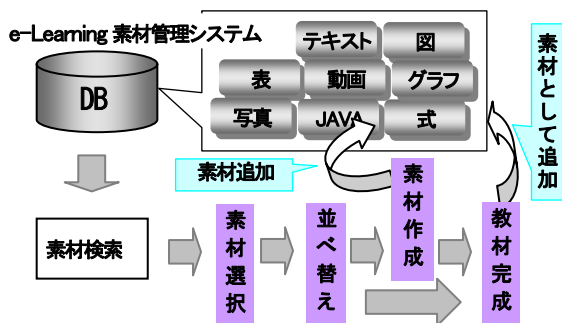 e-Learning 素材管理システム
DB
テキスト
図
表
動画
グラフ
写真
JAVA
式
素材として追加
素材追加
素材検索
素材選択
並べ替え
素材作成
教材完成